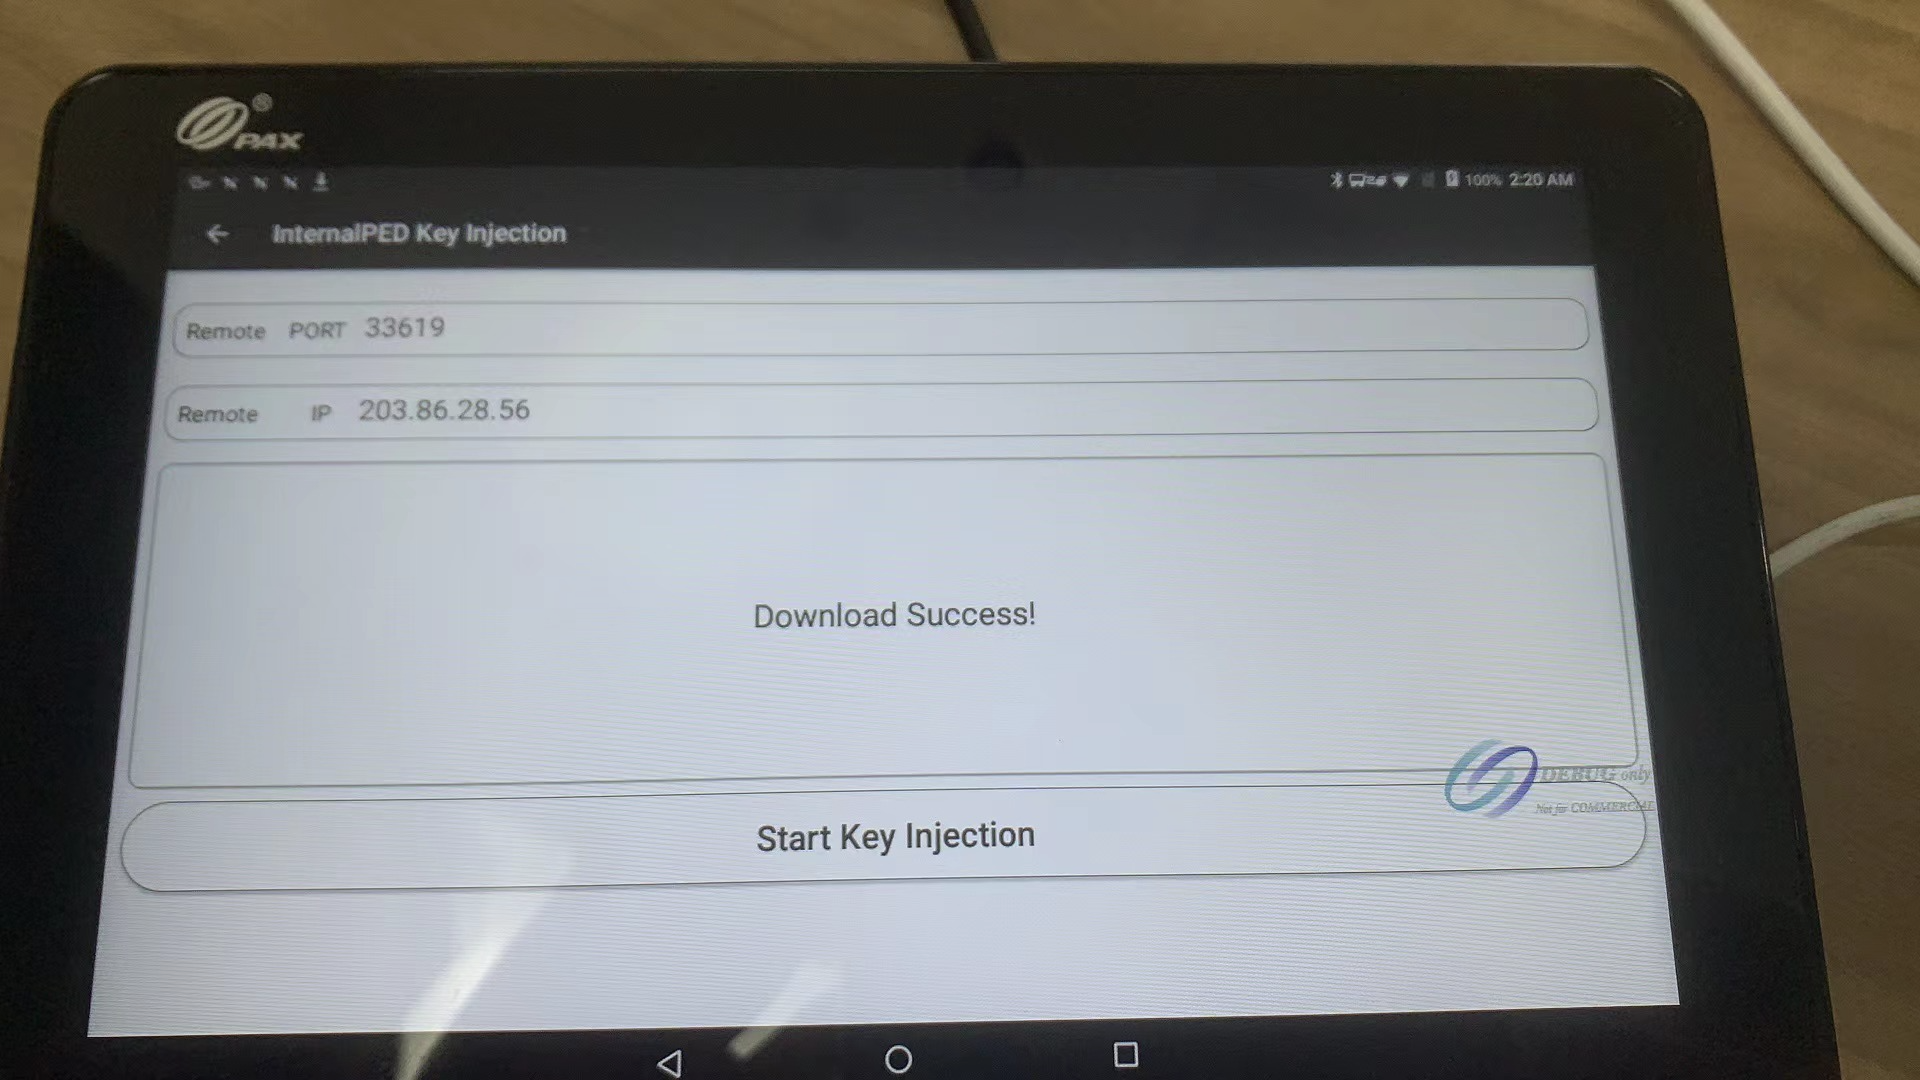 PAX
100% 2:20 AM
InternalPED Key Injection
Remote PORT 33619
Remote IP 203.86.28.56
Download Success!
DEBUG only
Not for COMMERCIAL
Start Key Injection